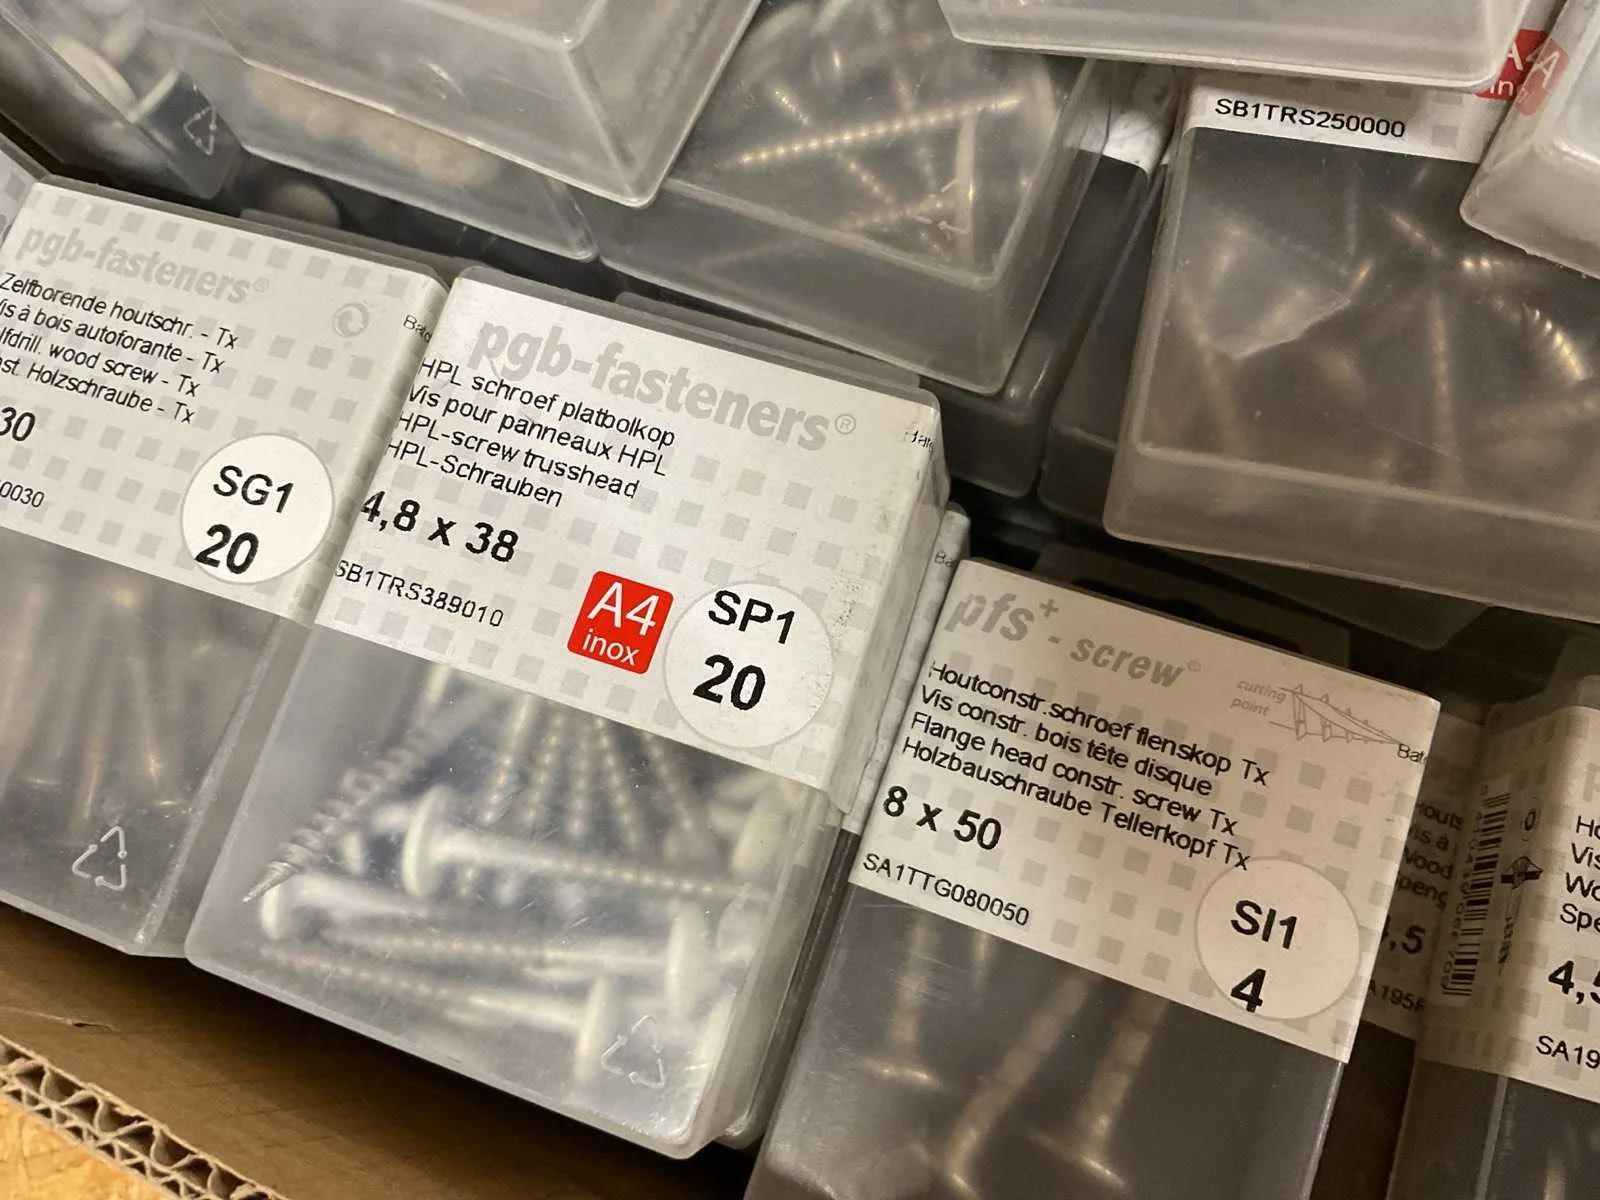 SB1TRS250000
pgb-fasteners®
Zelfborende houtschr. - Tx
à bois autoforante - Tx
wood screw - Tx
Holzschraube - Tx
30
0030
SG1
20
pgb-fasteners®
HPL schroef platbolkop
Vis pour panneaux HPL
HPL-screw trusshead
HPL-Schrauben
4,8 x 38
SB1TRS389010
A4
inox
SP1
20
pfs+ - screw®
cutting
point
Houtconstr.schroef flenskop Tx
Vis constr. bois tête disque
Flange head constr. screw Tx
Holzbauschraube Tellerkopf Tx
8 x 50
SA1TTG080050
SI1
4